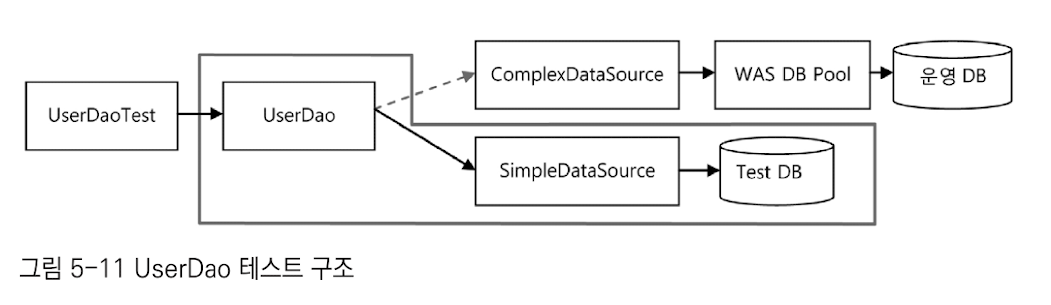 ComplexDataSource
WAS DB Pool
운영 DB
UserDaoTest
UserDao
SimpleDataSource
Test DB
그림 5-11 UserDao 테스트 구조